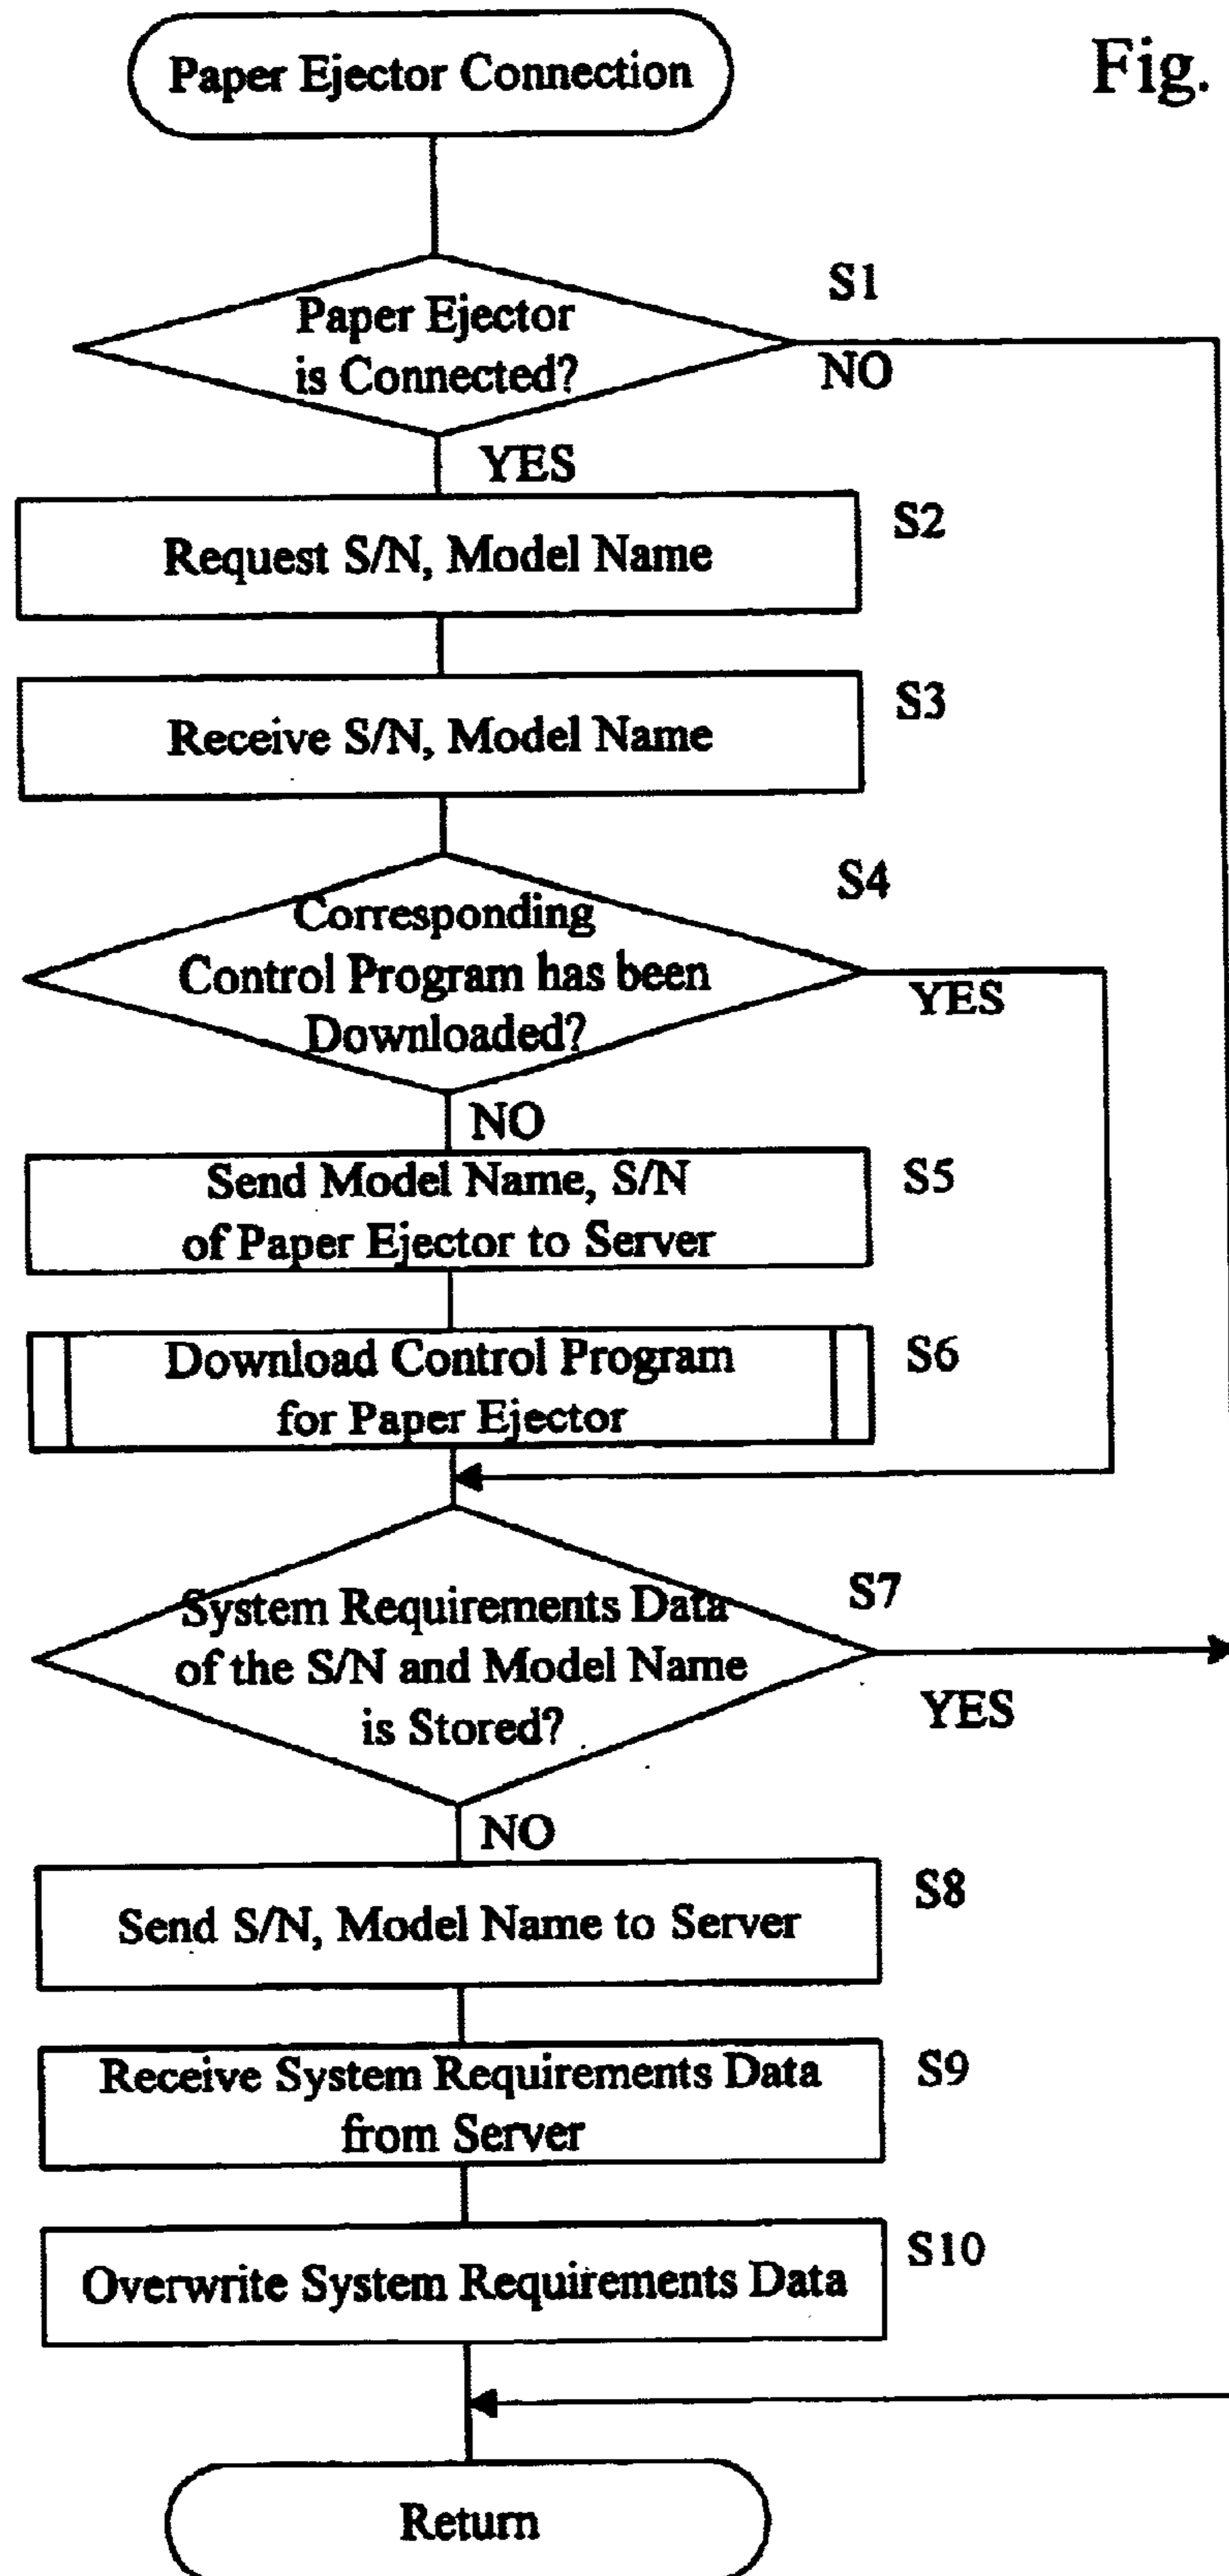 Paper Ejector Connection
Fig.
Paper Ejector
is Connected?
S1
NO
YES
Request S/N, Model Name
S2
Receive S/N, Model Name
S3
Corresponding
Control Program has been
Downloaded?
S4
YES
NO
Send Model Name, S/N
of Paper Ejector to Server
S5
Download Control Program
for Paper Ejector
S6
System Requirements Data
of the S/N and Model Name
is Stored?
S7
YES
NO
Send S/N, Model Name to Server
S8
Receive System Requirements Data
from Server
S9
Overwrite System Requirements Data
S10
Return